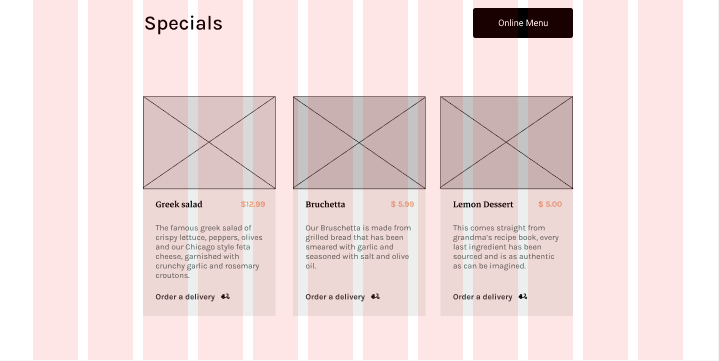 Specials
Online Menu
Greek salad
$12.99
The famous greek salad of
crispy lettuce, peppers, olives
and our Chicago style feta
cheese, garnished with
crunchy garlic and rosemary
croutons.
Order a delivery
Bruchetta
$ 5.99
Our Bruschetta is made from
grilled bread that has been
smeared with garlic and
seasoned with salt and olive
oil.
Order a delivery
Lemon Dessert
$ 5.00
This comes straight from
grandma's recipe book, every
last ingredient has been
sourced and is as authentic
as can be imagined.
Order a delivery